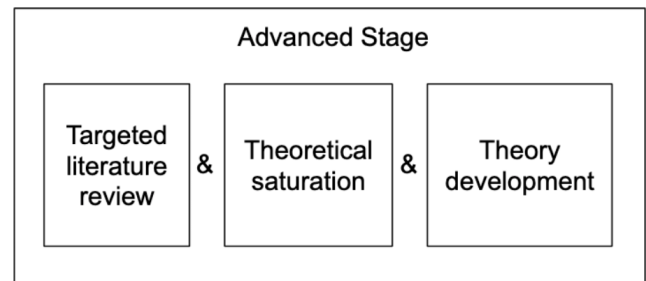 Advanced Stage
Targeted
literature
review
&
Theoretical
saturation
&
Theory
development